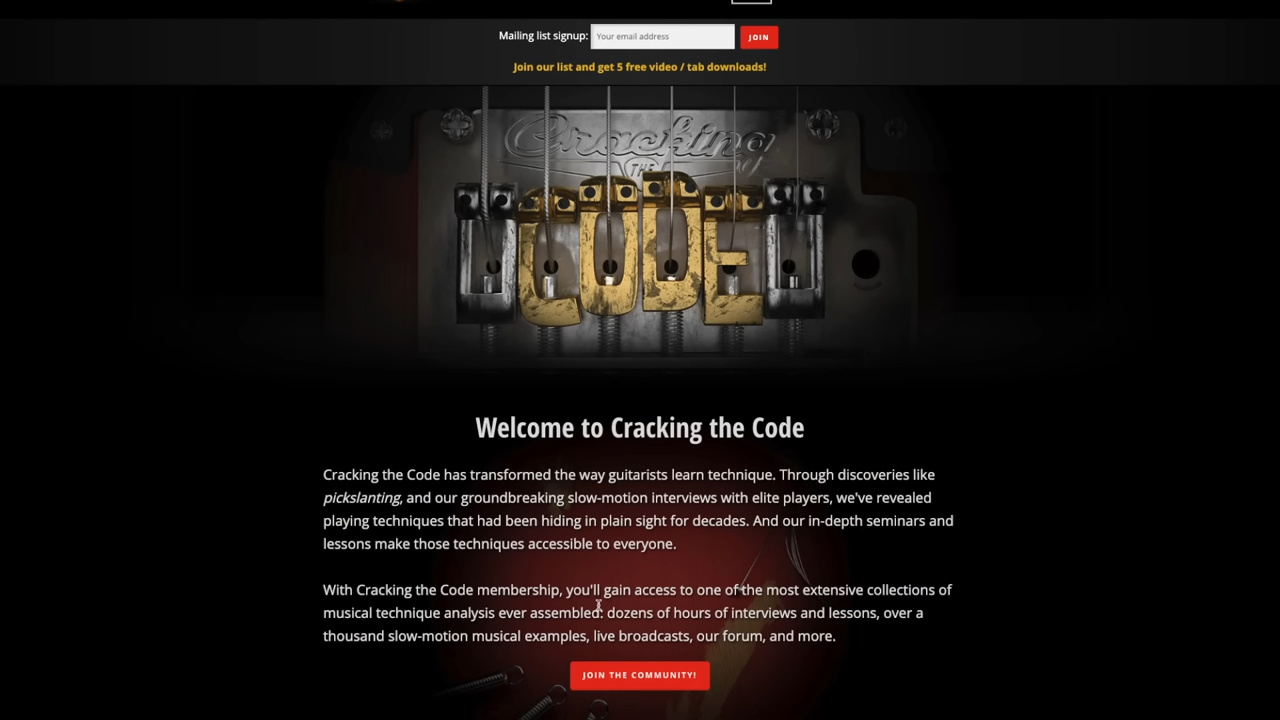 Mailing list signup: Your email address JOIN
Join our list and get 5 free video / tab downloads!
Cracking
THE
CODE
Welcome to Cracking the Code
Cracking the Code has transformed the way guitarists learn technique. Through discoveries like
pickslanting, and our groundbreaking slow-motion interviews with elite players, we've revealed
playing techniques that had been hiding in plain sight for decades. And our in-depth seminars and
lessons make those techniques accessible to everyone.
With Cracking the Code membership, you'll gain access to one of the most extensive collections of
musical technique analysis ever assembled: dozens of hours of interviews and lessons, over a
thousand slow-motion musical examples, live broadcasts, our forum, and more.
JOIN THE COMMUNITY!